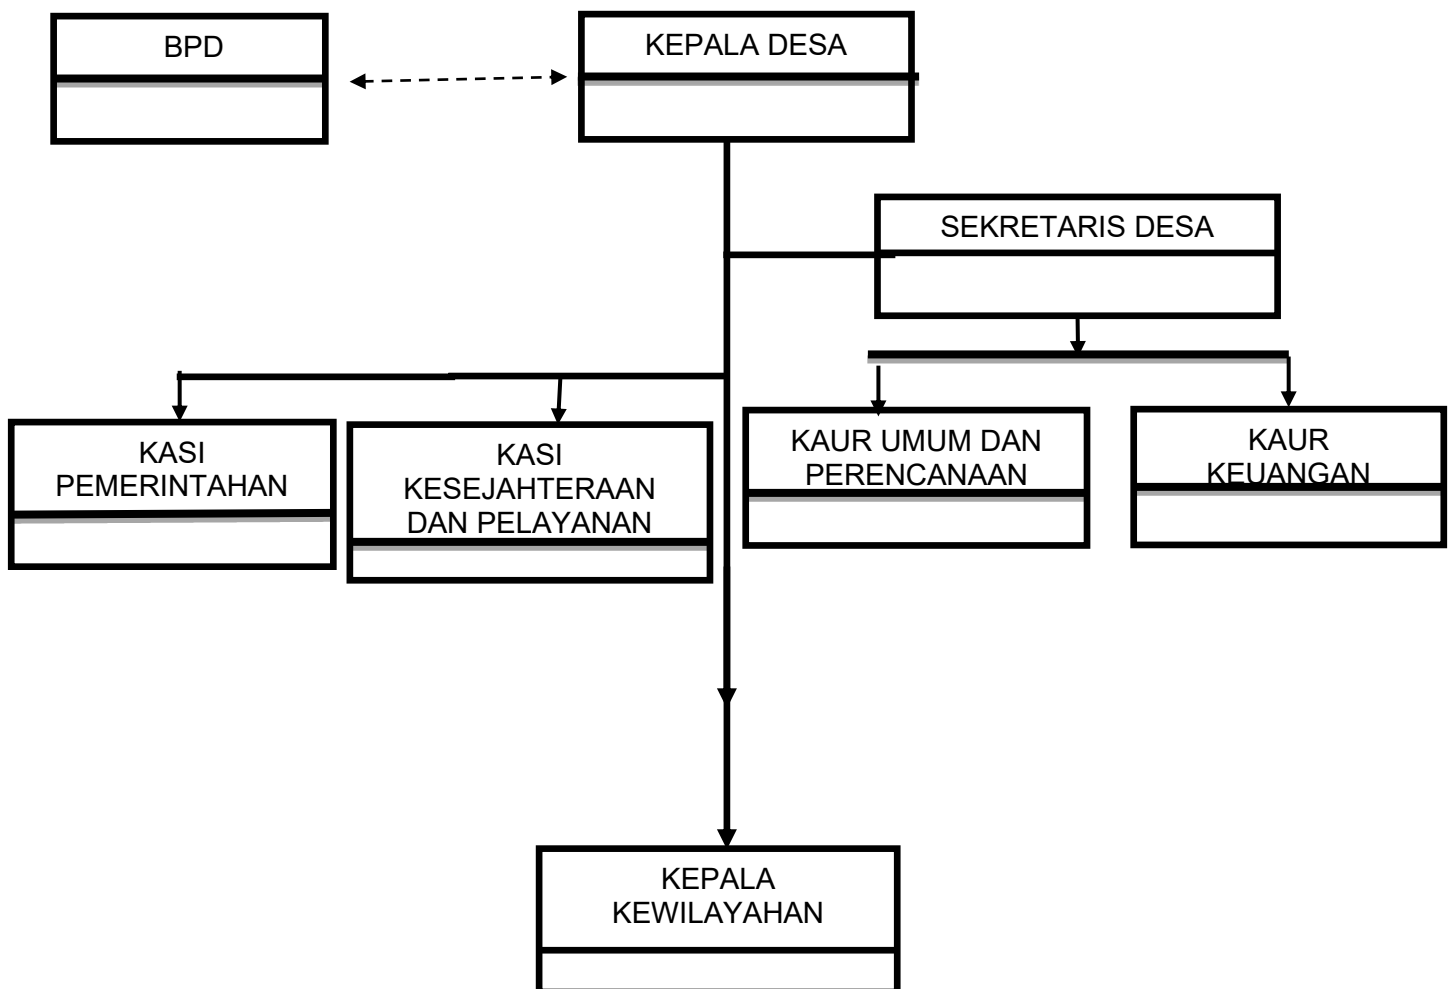 BPD
KEPALA DESA
SEKRETARIS DESA
KASI
PEMERINTAHAN
KASI
KESEJAHTERAAN
DAN PELAYANAN
KAUR UMUM DAN
PERENCANAAN
KAUR
KEUANGAN
KEPALA
KEWILAYAHAN